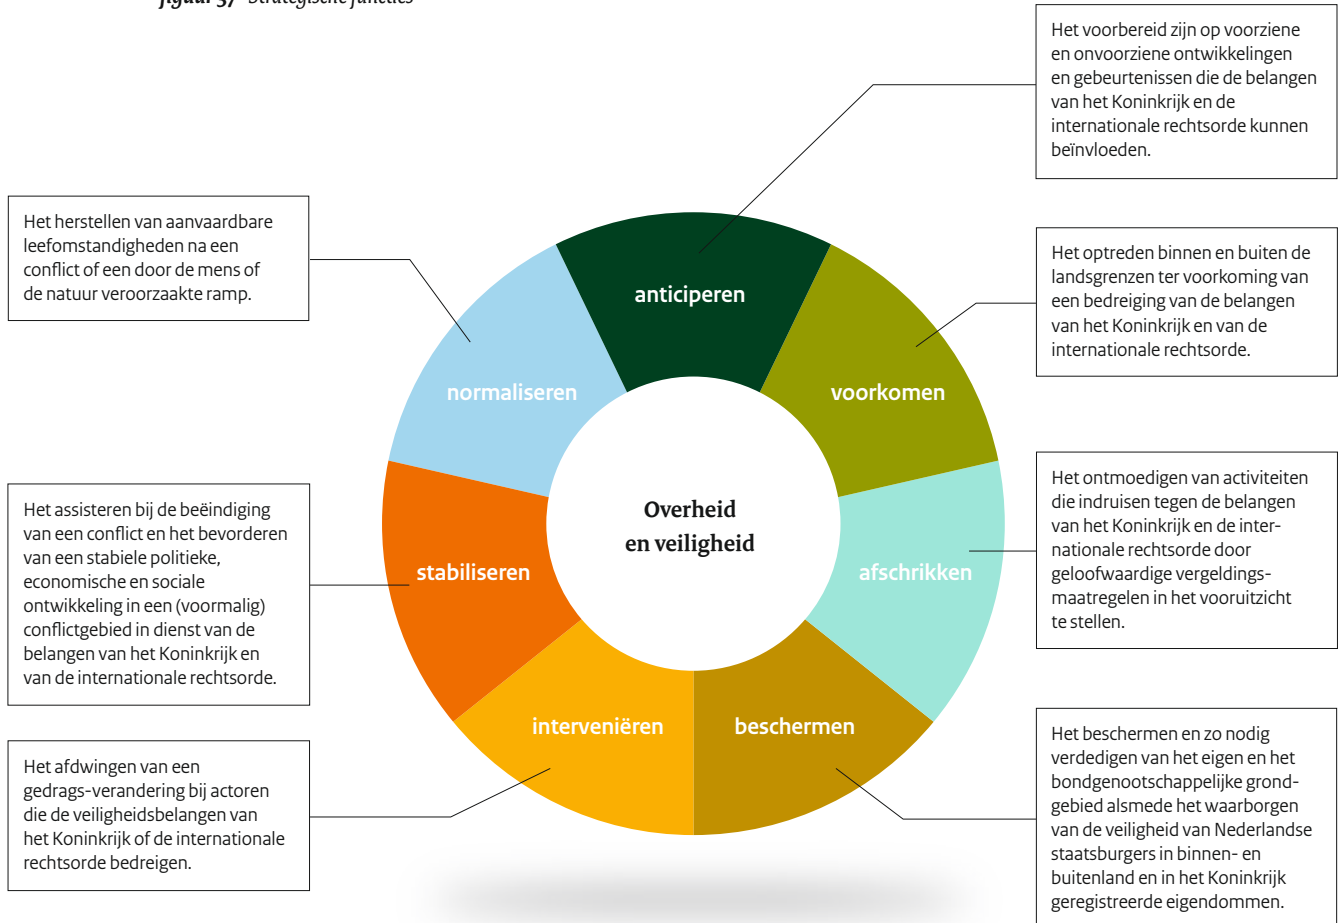 figuur 37 Strategische functies
Het voorbereid zijn op voorziene
en onvoorziene ontwikkelingen
en gebeurtenissen die de belangen
van het Koninkrijk en de
internationale rechtsorde kunnen
beïnvloeden.
Het herstellen van aanvaardbare
leefomstandigheden na een
conflict of een door de mens of
de natuur veroorzaakte ramp.
Het optreden binnen en buiten de
landsgrenzen ter voorkoming van
een bedreiging van de belangen
van het Koninkrijk en van de
internationale rechtsorde.
anticiperen
normaliseren
voorkomen
Het assisteren bij de beëindiging
van een conflict en het bevorderen
van een stabiele politieke,
economische en sociale
ontwikkeling in een (voormalig)
conflictgebied in dienst van de
belangen van het Koninkrijk en
van de internationale rechtsorde.
Overheid
en veiligheid
Het ontmoedigen van activiteiten
die indruisen tegen de belangen
van het Koninkrijk en de inter-
nationale rechtsorde door
geloofwaardige vergeldings-
maatregelen in het vooruitzicht
te stellen.
stabiliseren
afschrikken
interveniëren
beschermen
Het afdwingen van een
gedrags-verandering bij actoren
die de veiligheidsbelangen van
het Koninkrijk of de internationale
rechtsorde bedreigen.
Het beschermen en zo nodig
verdedigen van het eigen en het
bondgenootschappelijke grond-
gebied alsmede het waarborgen
van de veiligheid van Nederlandse
staatsburgers in binnen- en
buitenland en in het Koninkrijk
geregistreerde eigendommen.